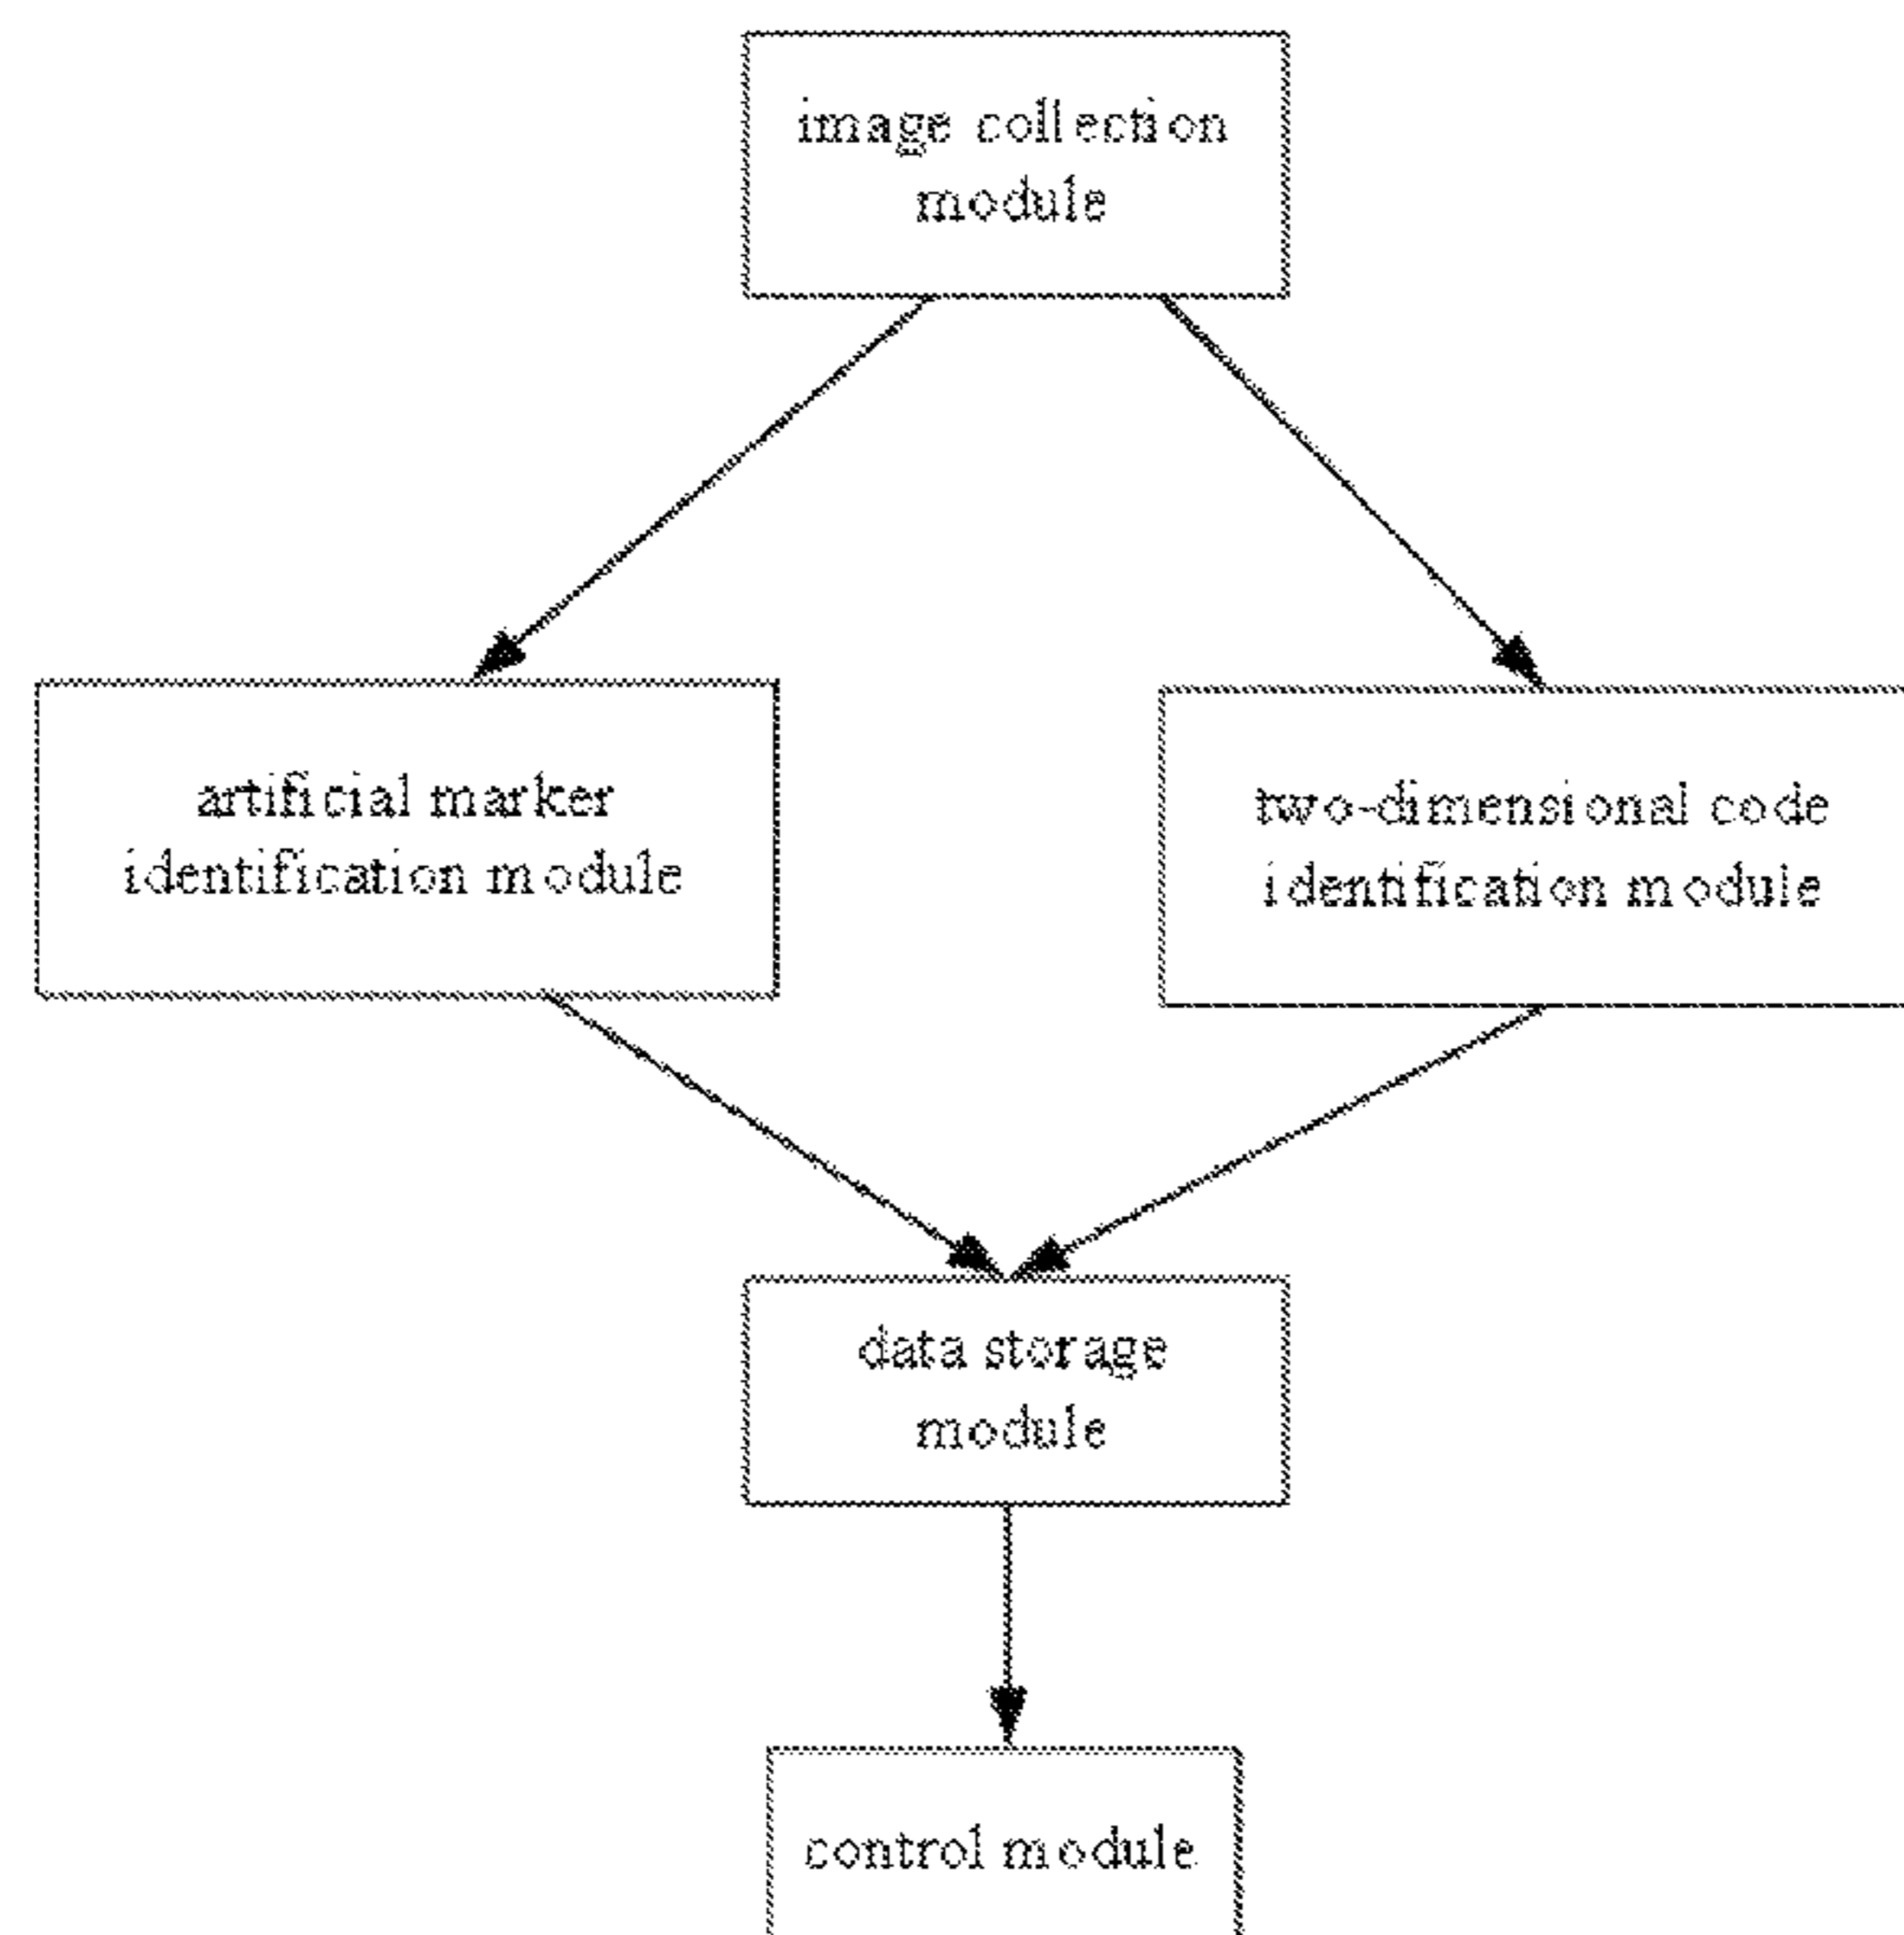 image collection
module
artificial marker
identification module
two-dimensional code
identification module
data storage
module
control module